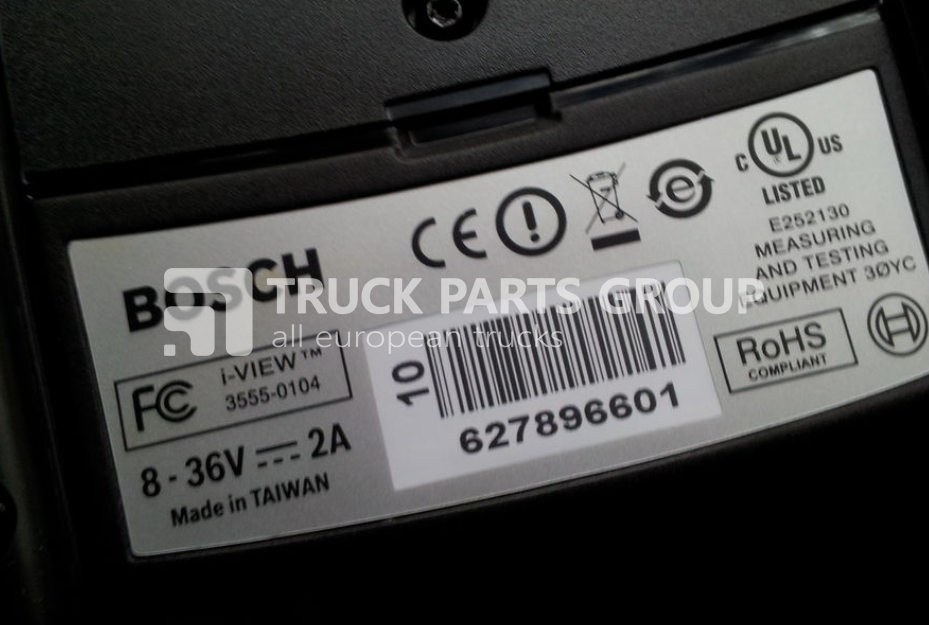 BOSCH
FC i-VIEW™
3555-0104
8 - 36V 2A
Made in TAIWAN
CE
10
627896601
e
C UL US
LISTED
E252130
MEASURING
AND TESTING
EQUIPMENT 3ØYC
RoHS
COMPLIANT
TRUCK PARTS GROUP
all european trucks